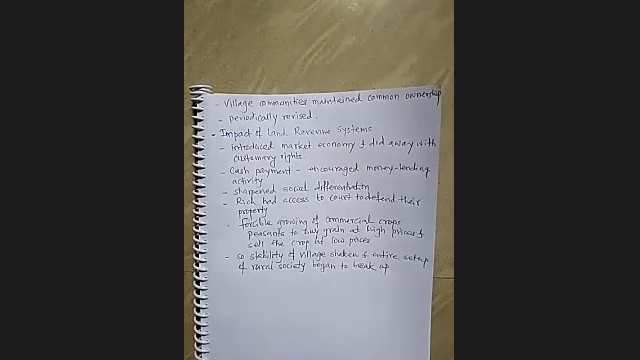 - Village communities maintained common ownership
- Periodically revised.
- Impact of Land Revenue Systems
- introduced market economy & did away with
customary rights.
- Cash payment - encouraged money-lending
activity
- sharpened social differentiation
- Rich had access to court to defend their
property
- forcible growing of commercial crops
peasants to buy grain at high prices &
sell the crop at low prices
- so stability of village shaken & entire setup
of rural society began to break up